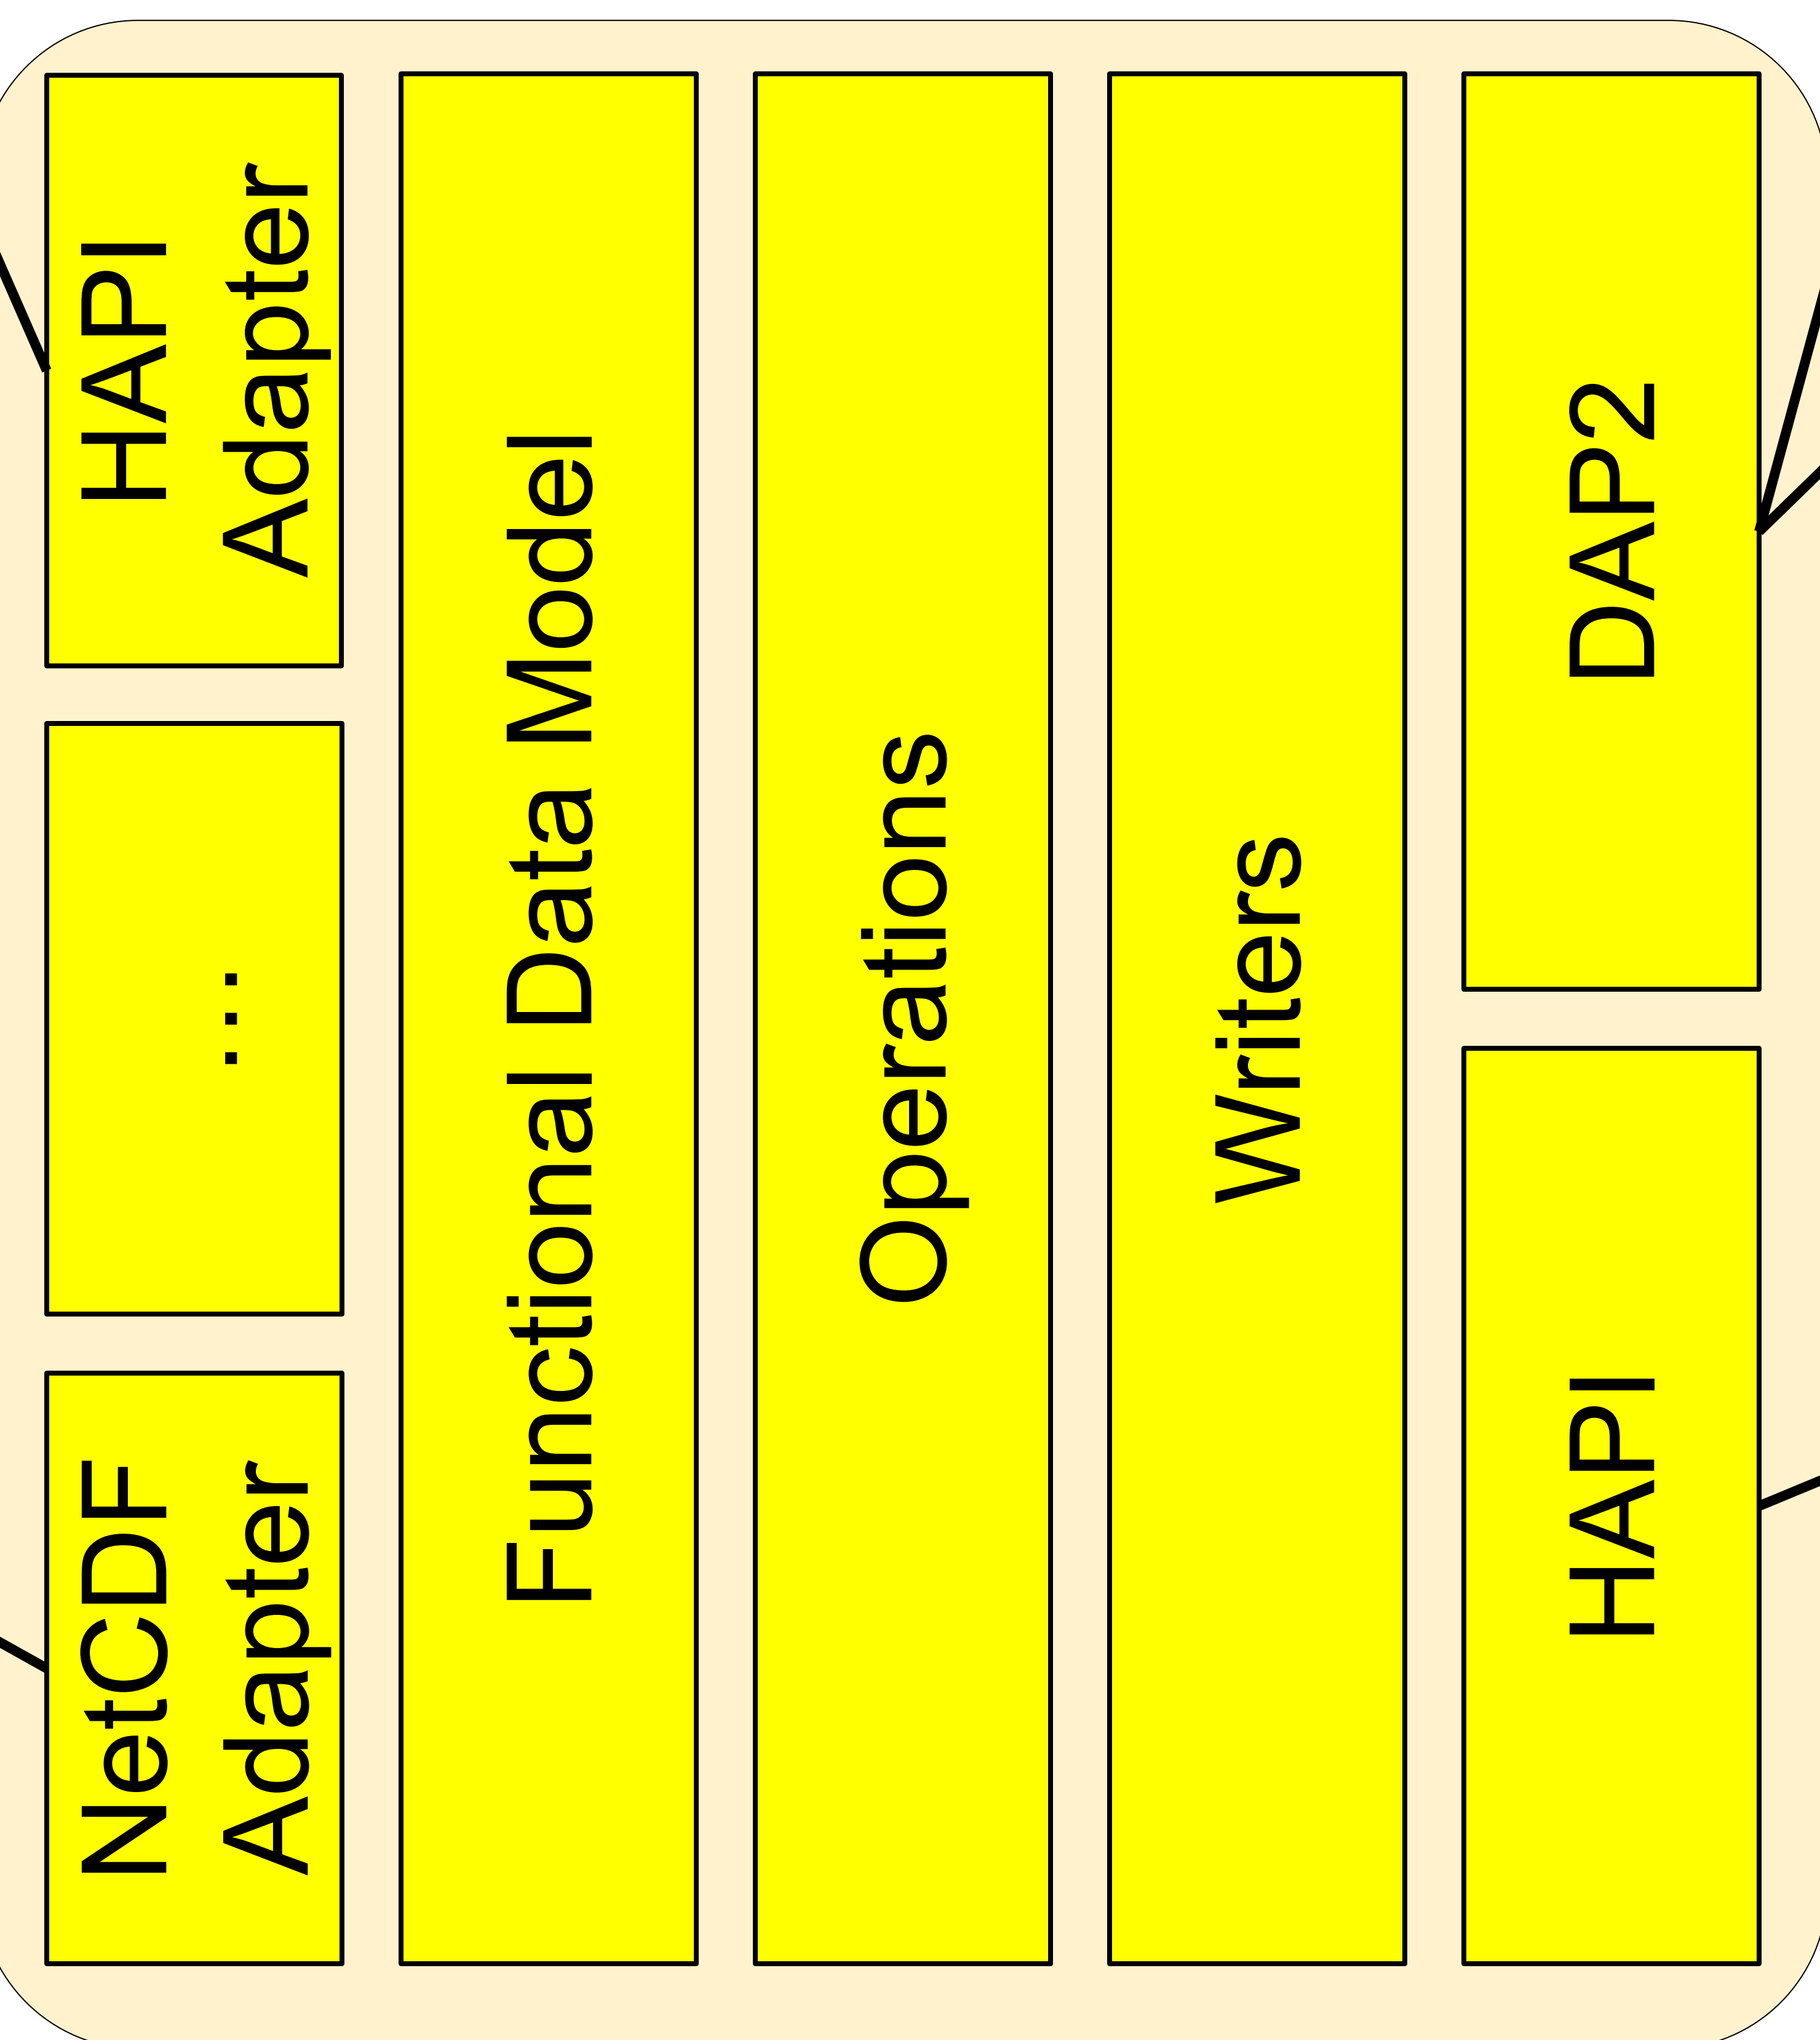 HAPI
Adapter
...
NetCDF
Adapter
Functional Data Model
Operations
Writers
DAP2
HAPI